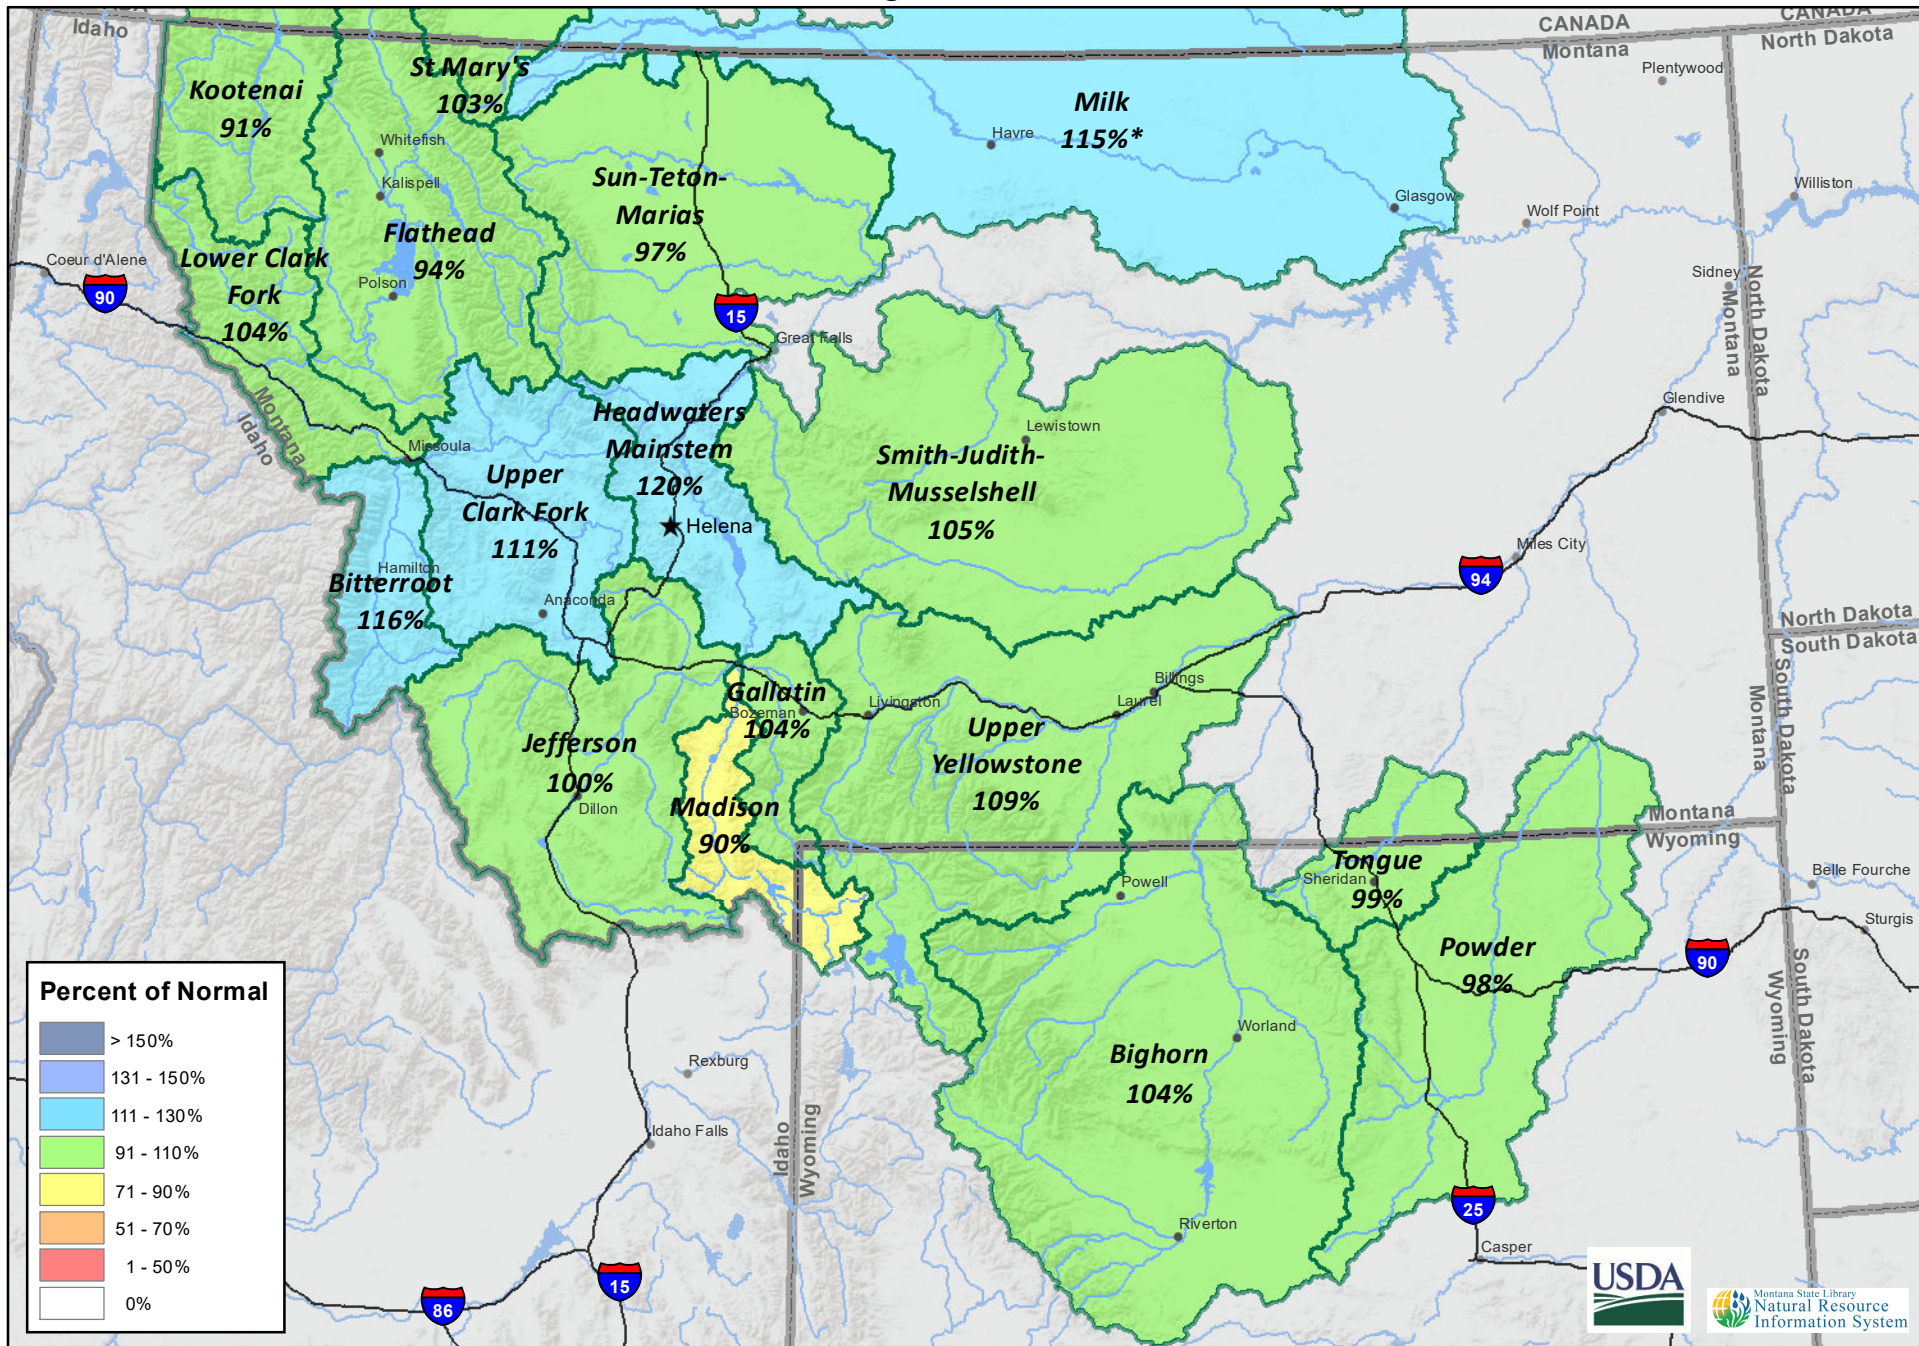 CANADA
Idaho
CANADA
Montana
CANADA
North Dakota
Kootenai
91%
St Mary's
103%
Milk
115%*
Plentywood
Whitefish
Havre
Kalispell
Sun-Teton-
Marias
97%
Glasgow
Wolf Point
Williston
Flathead
94%
Lower Clark
Fork
104%
Coeur d'Alene
90
Polson
15
Sidney
Montana
North Dakota
Great Falls
Glendive
Montana
Idaho
Missoula
Headwaters
Mainstem
120%
Lewistown
Smith-Judith-
Musselshell
105%
Upper
Clark Fork
111%
Helena
Miles City
94
Hamilton
Bitterroot
116%
Anaconda
North Dakota
South Dakota
Gallatin
104%
Bozeman
Livingston
Billings
Laurel
Montana
South Dakota
Jefferson
100%
Dillon
Upper
Yellowstone
109%
Madison
90%
Montana
Wyoming
Tongue
99%
Sheridan
Powell
Belle Fourche
Sturgis
Powder
98%
90
Wyoming
South Dakota
Worland
Bighorn
104%
Rexburg
Idaho Falls
Idaho
Wyoming
Riverton
25
Casper
15
86
Percent of Normal
> 150%
131 - 150%
111 - 130%
91 - 110%
71 - 90%
51 - 70%
1 - 50%
0%
USDA
Montana State Library
Natural Resource
Information System